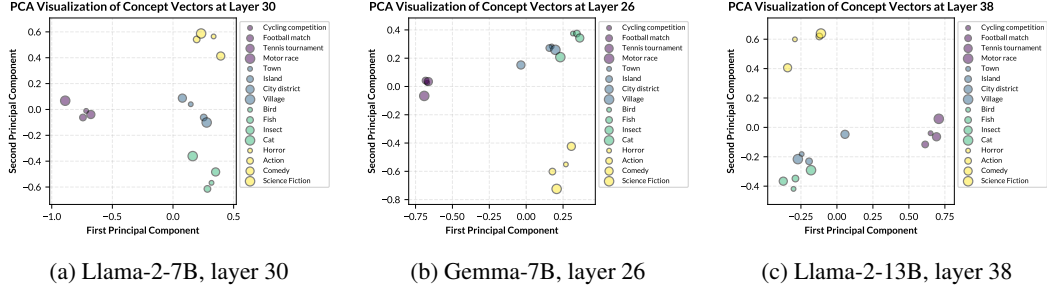 PCA Visualization of Concept Vectors at Layer 30
Second Principal Component
0.6
0.4
0.2
0.0
−0.2
−0.4
−0.6
−1.0
−0.5
0.0
0.5
First Principal Component
Cycling competition
Football match
Tennis tournament
Motor race
Town
Island
City district
Village
Bird
Fish
Insect
Cat
Horror
Action
Comedy
Science Fiction
(a) Llama-2-7B, layer 30
PCA Visualization of Concept Vectors at Layer 26
Second Principal Component
0.4
0.2
0.0
−0.2
−0.4
−0.6
−0.8
−0.75
−0.50
−0.25
0.00
0.25
First Principal Component
Cycling competition
Football match
Tennis tournament
Motor race
Town
Island
City district
Village
Bird
Fish
Insect
Cat
Horror
Action
Comedy
Science Fiction
(b) Gemma-7B, layer 26
PCA Visualization of Concept Vectors at Layer 38
Second Principal Component
0.6
0.4
0.2
0.0
−0.2
−0.4
−0.25
0.00
0.25
0.50
0.75
First Principal Component
Cycling competition
Football match
Tennis tournament
Motor race
Town
Island
City district
Village
Bird
Fish
Insect
Cat
Horror
Action
Comedy
Science Fiction
(c) Llama-2-13B, layer 38